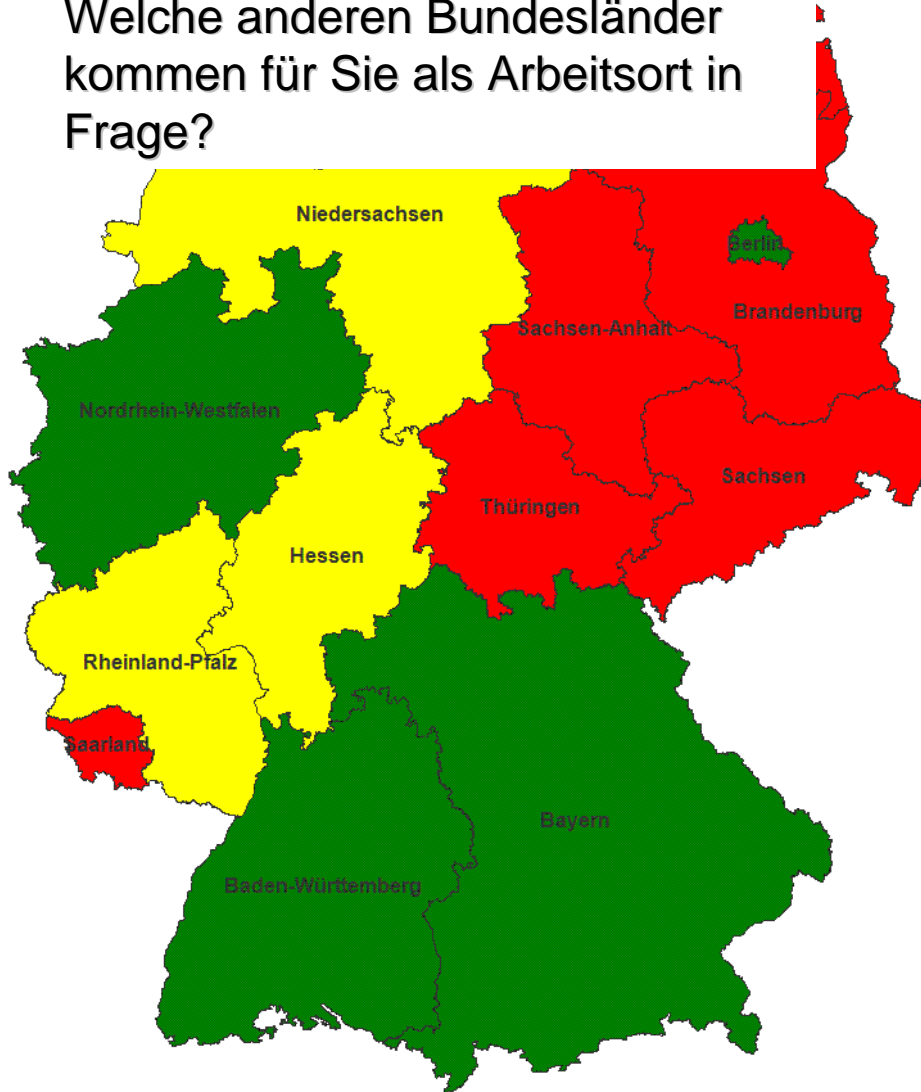 Welche anderen Bundesländer
kommen für Sie als Arbeitsort in
Frage?
Niedersachsen
Berlin
Brandenburg
Sachsen-Anhalt
Nordrhein-Westfalen
Sachsen
Thüringen
Hessen
Rheinland-Pfalz
Saarland
Bayern
Baden-Württemberg